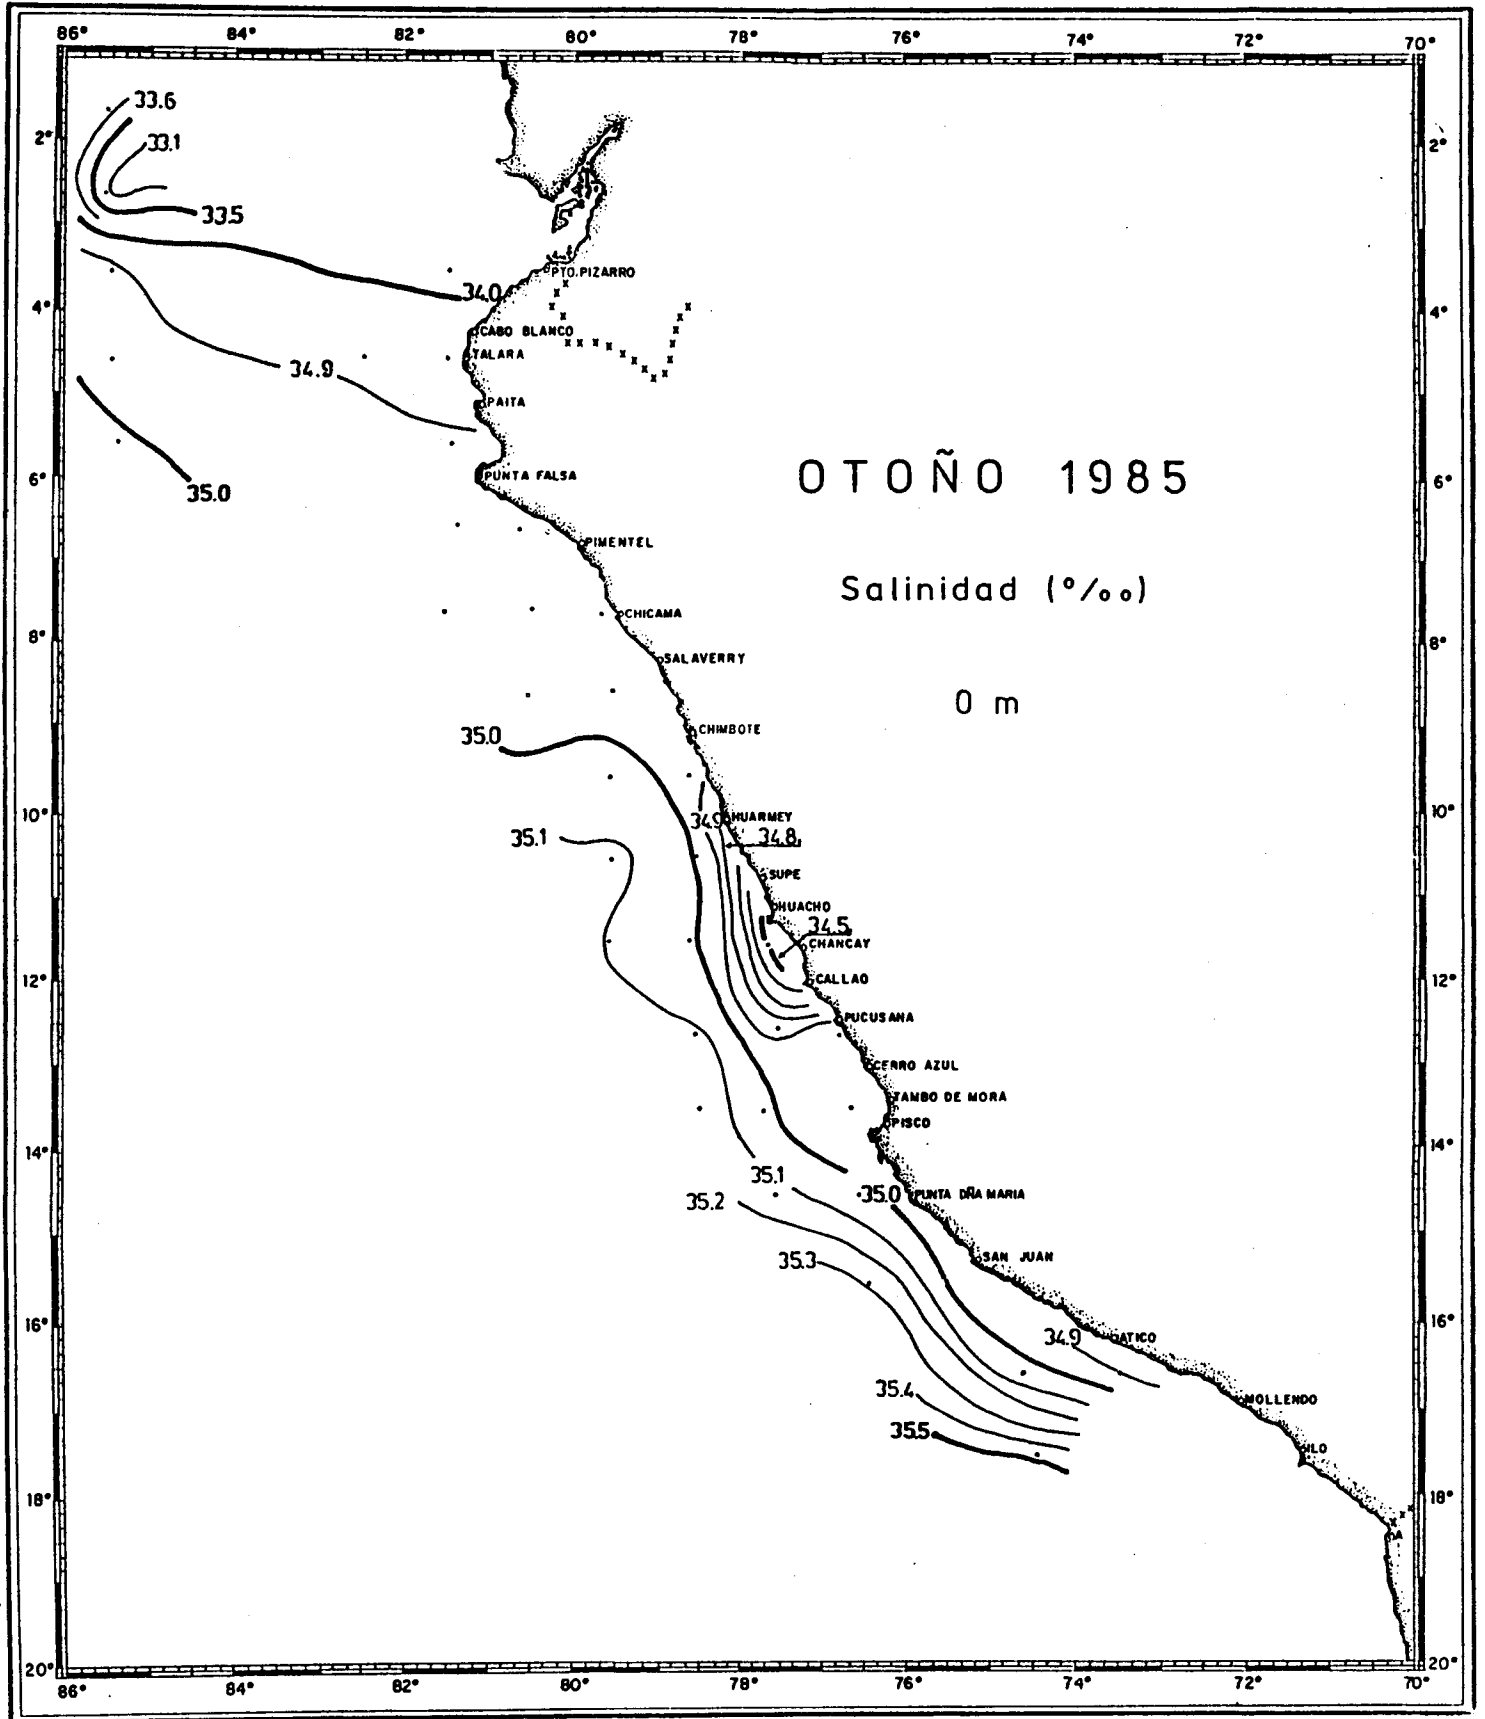 86° 84° 82° 80° 78° 76° 74° 72° 70°
33.6
2° 33.1 2°
33.5
PTO. PIZARRO
34.0
4° 4°
CABO BLANCO
TALARA
34.9
PAITA
OTOÑO 1985
6° PUNTA FALSA 6°
35.0
PIMENTEL
Salinidad (°/oo)
CHICAMA
8° 8°
SALAVERRY
0 m
35.0 CHIMBOTE
10° 34.9 HUARMEY 10°
35.1 34.8
SUPE
HUACHO
34.5
CHANCAY
12° CALLAO 12°
PUCUSANA
CERRO AZUL
TAMBO DE MORA
PISCO
14° 14°
35.1
35.2 35.0 PUNTA DÑA MARIA
35.3 SAN JUAN
16° 34.9 ATICO 16°
35.4 MOLLENDO
35.5
ILO
18° 18°
A
20° 20°
86° 84° 82° 80° 78° 76° 74° 72° 70°